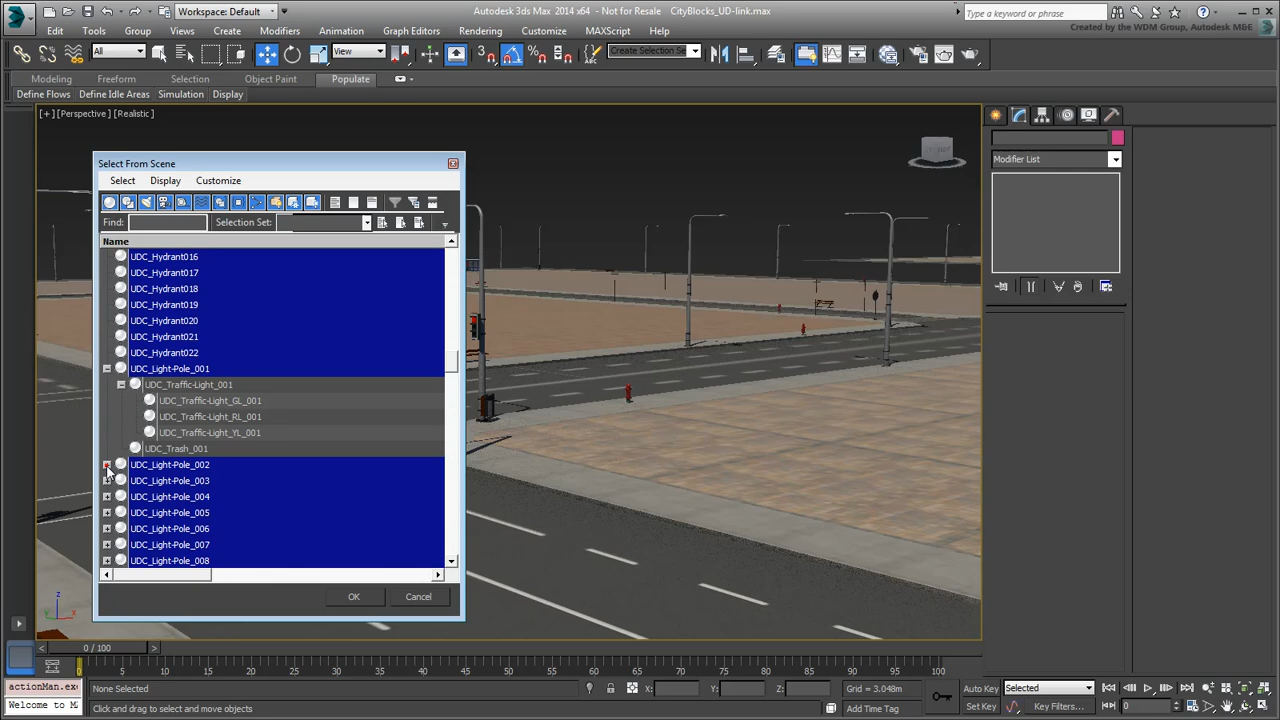 Workspace: Default
Autodesk 3ds Max 2014 x64 - Not for Resale CityBlocks_UD-link.max
Type a keyword or phrase
Created by the WDM Group, Autodesk MBE
Edit Tools Group Views Create Modifiers Animation Graph Editors Rendering Customize MAXScript Help
All View Create Selection Se
Modeling Freeform Selection Object Paint Populate
Define Flows Define Idle Areas Simulation Display
[+] [Perspective] [Realistic]
Select From Scene
Select Display Customize
Find: Selection Set:
Name
UDC_Hydrant016
UDC_Hydrant017
UDC_Hydrant018
UDC_Hydrant019
UDC_Hydrant020
UDC_Hydrant021
UDC_Hydrant022
UDC_Light-Pole_001
UDC_Traffic-Light_001
UDC_Traffic-Light_GL_001
UDC_Traffic-Light_RL_001
UDC_Traffic-Light_YL_001
UDC_Trash_001
UDC_Light-Pole_002
UDC_Light-Pole_003
UDC_Light-Pole_004
UDC_Light-Pole_005
UDC_Light-Pole_006
UDC_Light-Pole_007
UDC_Light-Pole_008
OK Cancel
Modifier List
z
y x
0 / 100
0 5 10 15 20 25 30 35 40 45 50 55 60 65 70 75 80 85 90 95 100
actionMan.exe
None Selected X: Y: Z: Grid = 3.048m Auto Key Selected
Welcome to M
Click and drag to select and move objects Add Time Tag Set Key Key Filters... 0